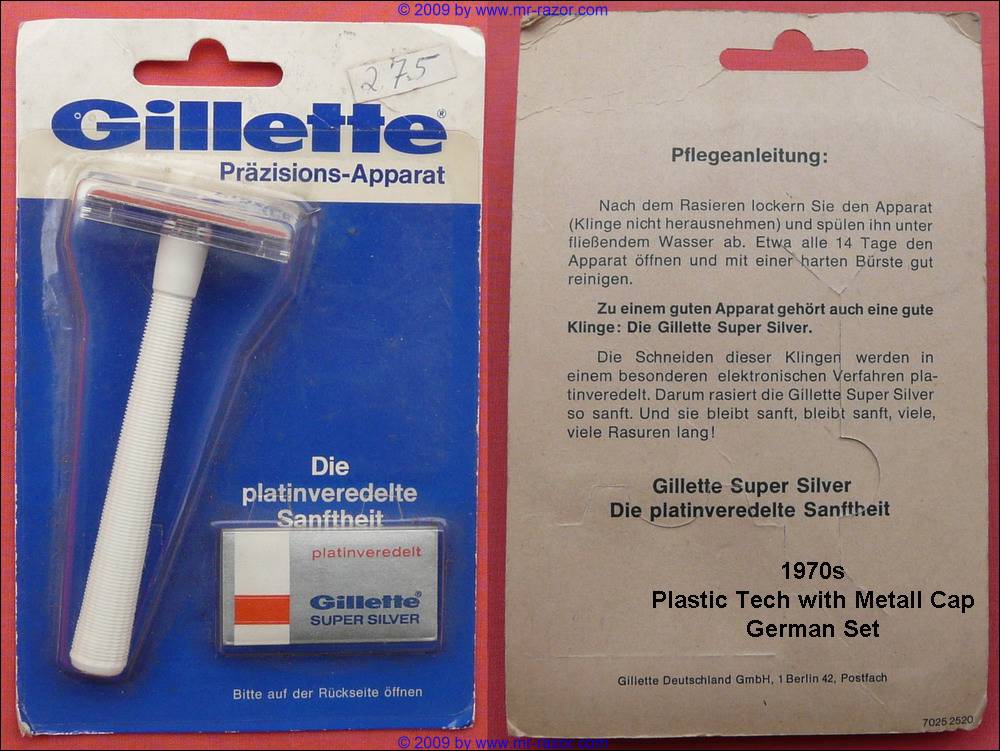 © 2009 by www.mr-razor.com
275
Gillette®
Präzisions-Apparat
Die
platinveredelte
Sanftheit
platinveredelt
Gillette®
SUPER SILVER
Bitte auf der Rückseite öffnen
Pflegeanleitung:
Nach dem Rasieren lockern Sie den Apparat
(Klinge nicht herausnehmen) und spülen ihn unter
fließendem Wasser ab. Etwa alle 14 Tage den
Apparat öffnen und mit einer harten Bürste gut
reinigen.
Zu einem guten Apparat gehört auch eine gute
Klinge: Die Gillette Super Silver.
Die Schneiden dieser Klingen werden in
einem besonderen elektronischen Verfahren pla-
tinveredelt. Darum rasiert die Gillette Super Silver
so sanft. Und sie bleibt sanft, bleibt sanft, viele,
viele Rasuren lang!
Gillette Super Silver
Die platinveredelte Sanftheit
1970s
Plastic Tech with Metall Cap
German Set
Gillette Deutschland GmbH, 1 Berlin 42, Postfach
7025 2520
© 2009 by www.mr-razor.com